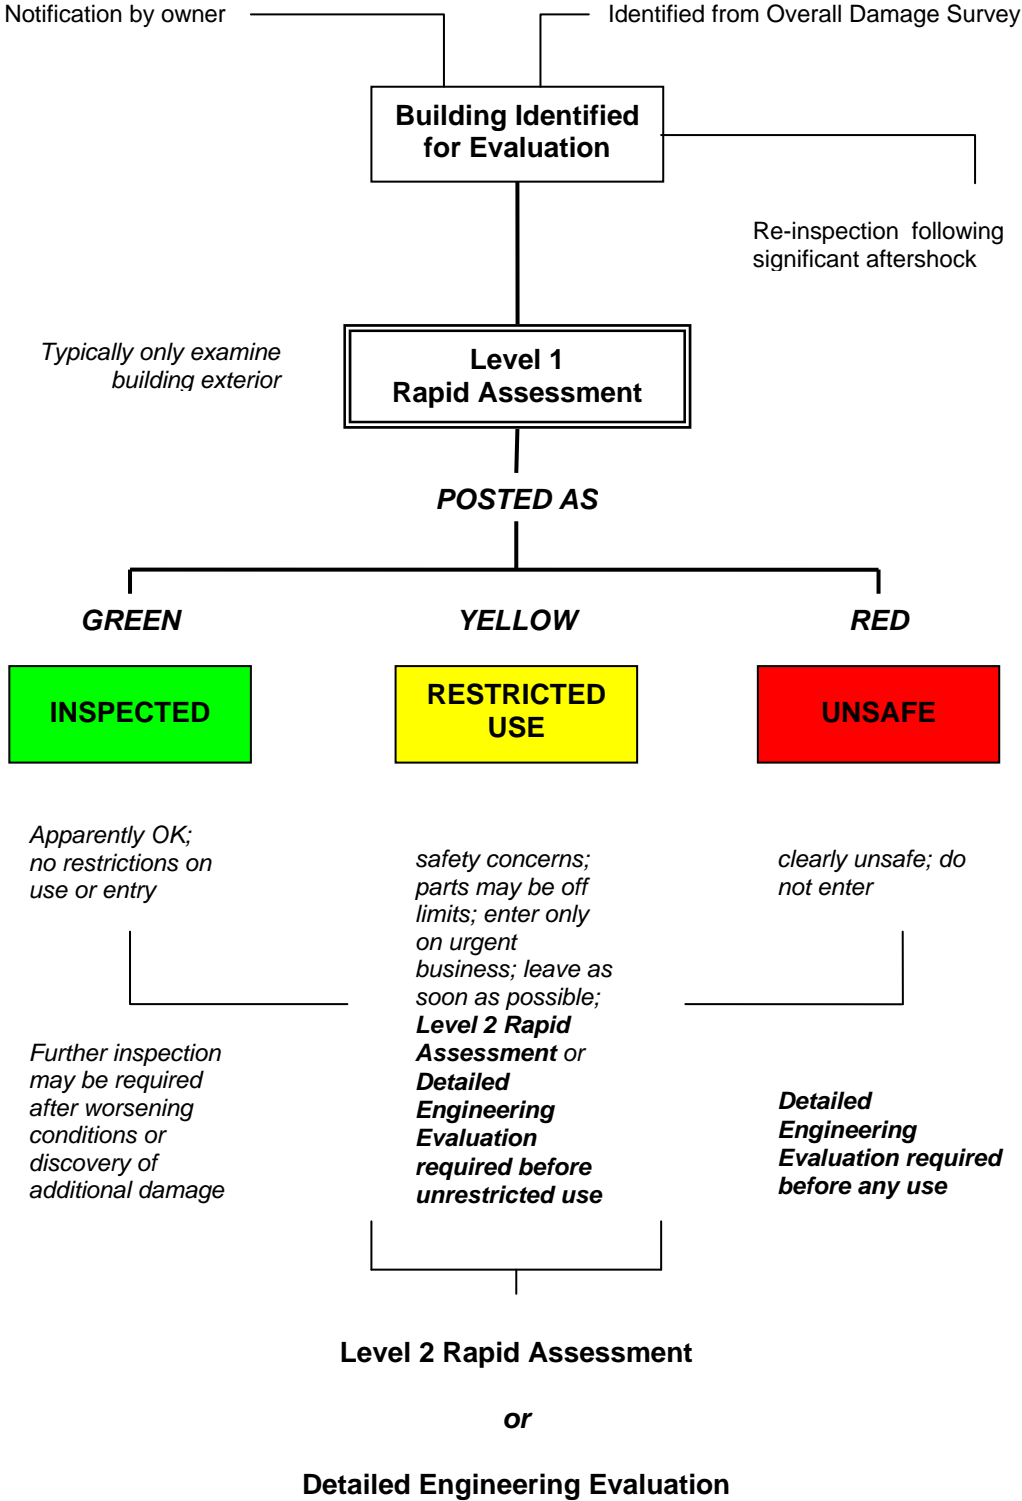 Notification by owner
Identified from Overall Damage Survey
Building Identified
for Evaluation
Re-inspection following
significant aftershock
Typically only examine
building exterior
Level 1
Rapid Assessment
POSTED AS
GREEN
YELLOW
RED
INSPECTED
RESTRICTED
USE
UNSAFE
Apparently OK;
no restrictions on
use or entry
safety concerns;
parts may be off
limits; enter only
on urgent
business; leave as
soon as possible;
Level 2 Rapid
Assessment or
Detailed
Engineering
Evaluation
required before
unrestricted use
clearly unsafe; do
not enter
Further inspection
may be required
after worsening
conditions or
discovery of
additional damage
Detailed
Engineering
Evaluation required
before any use
Level 2 Rapid Assessment
or
Detailed Engineering Evaluation